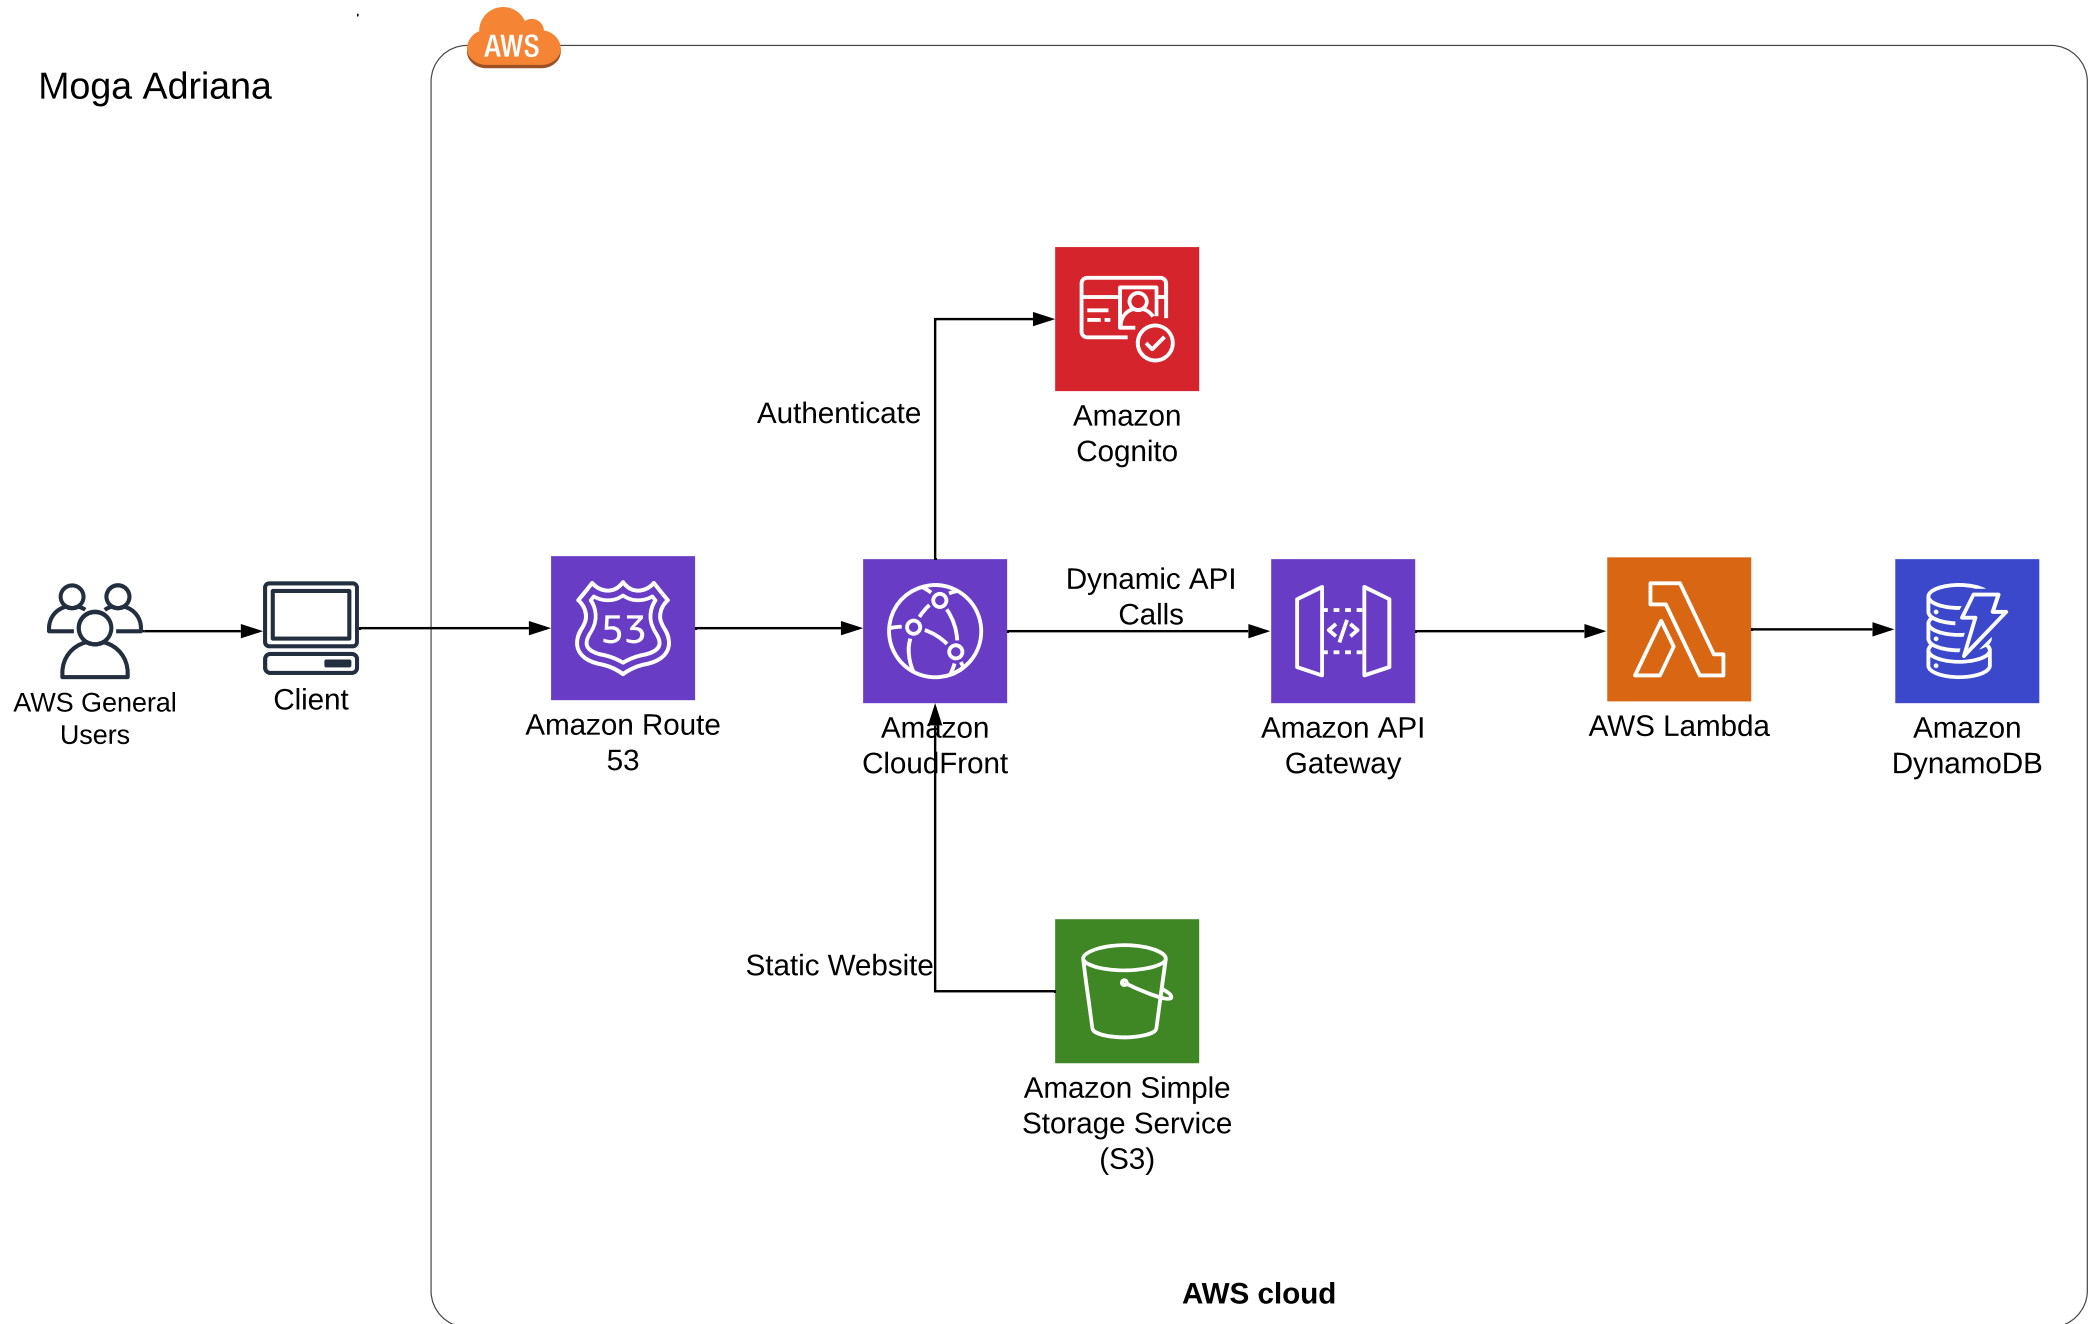 AWS
Moga Adriana
Amazon
Cognito
Authenticate
Dynamic API
Calls
53
AWS General
Users
Client
Amazon Route
53
Amazon
CloudFront
Amazon API
Gateway
AWS Lambda
Amazon
DynamoDB
Static Website
Amazon Simple
Storage Service
(S3)
AWS cloud